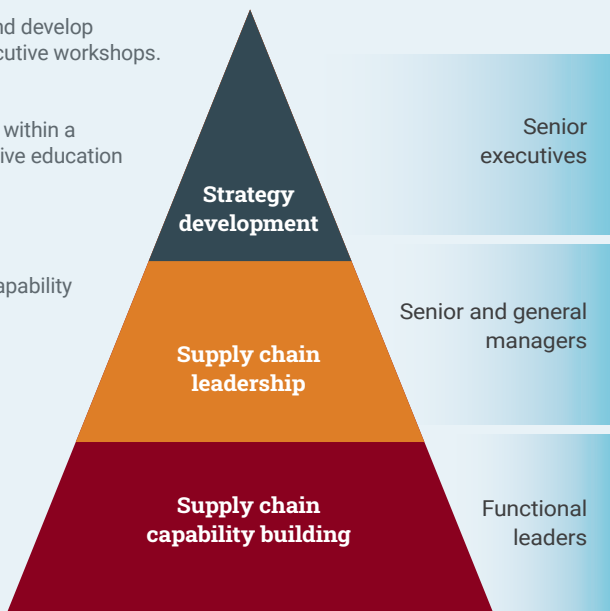 nd develop
cutive workshops.
within a
ive education
apability
Strategy
development
Senior
executives
Supply chain
leadership
Senior and general
managers
Supply chain
capability building
Functional
leaders